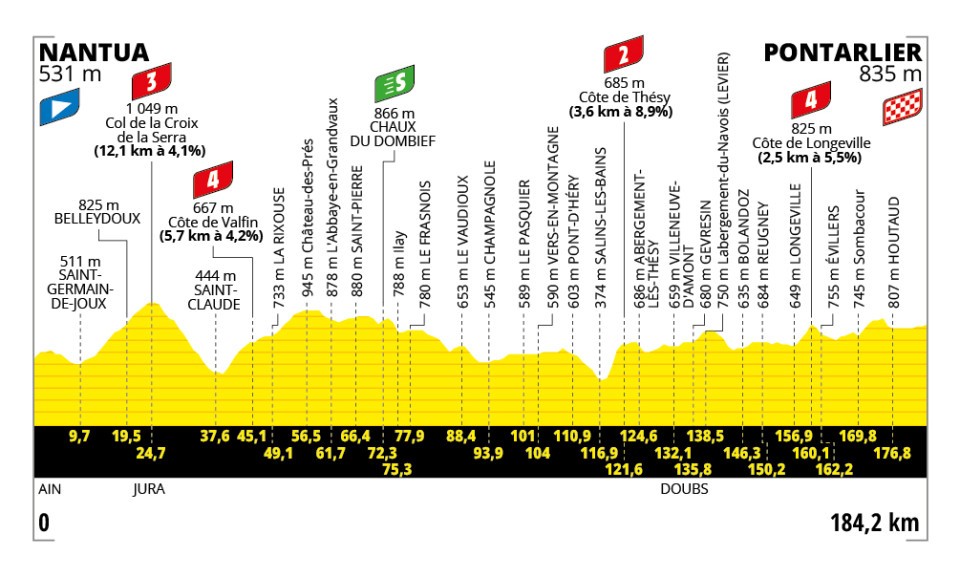 NANTUA
531 m
PONTARLIER
835 m
3
1 049 m
Col de la Croix
de la Serra
(12,1 km à 4,1%)
4
667 m
Côte de Valfin
(5,7 km à 4,2%)
S
866 m
CHAUX
DU DOMBIEF
2
685 m
Côte de Thésy
(3,6 km à 8,9%)
4
825 m
Côte de Longeville
(2,5 km à 5,5%)
511 m
SAINT-
GERMAIN-
DE-JOUX
825 m
BELLEYDOUX
444 m
SAINT-
CLAUDE
733 m LA RIXOUSE
945 m Château-des-Prés
878 m L'Abbaye-en-Grandvaux
880 m SAINT-PIERRE
788 m Ilay
780 m LE FRASNOIS
653 m LE VAUDIOUX
545 m CHAMPAGNOLE
589 m LE PASQUIER
590 m VERS-EN-MONTAGNE
603 m PONT-D'HÉRY
374 m SALINS-LES-BAINS
686 m ABERGEMENT-
LÈS-THÉSY
659 m VILLENEUVE-
D'AMONT
680 m GEVRESIN
750 m Labergement-du-Navois (LEVIER)
635 m BOLANDOZ
684 m REUGNEY
649 m LONGEVILLE
755 m ÉVILLERS
745 m Sombacour
807 m HOUTAUD
9,7 19,5 37,6 45,1 56,5 66,4 77,9 88,4 101 110,9 124,6 138,5 156,9 169,8
24,7 49,1 61,7 72,3 93,9 104 116,9 132,1 146,3 160,1 176,8
75,3 121,6 135,8 150,2 162,2
AIN JURA DOUBS
0 184,2 km